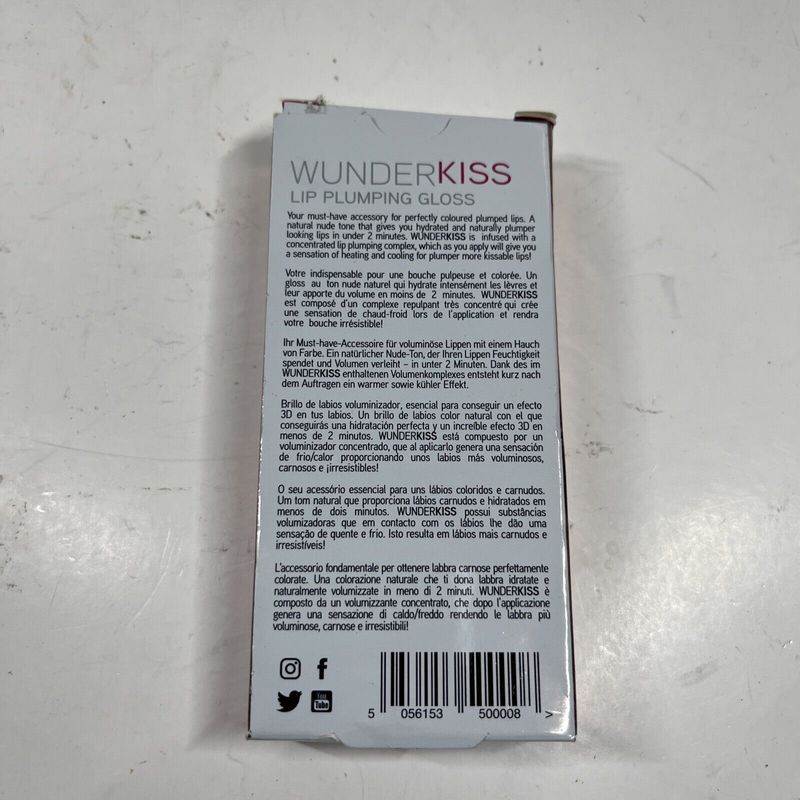 WUNDERKISS
LIP PLUMPING GLOSS
Your must-have accessory for perfectly coloured plumped lips. A
natural nude tone that gives you hydrated and naturally plumper
looking lips in under 2 minutes. WUNDERKISS is infused with a
concentrated lip plumping complex, which as you apply will give you
a sensation of heating and cooling for plumper more kissable lips!
Votre indispensable pour une bouche pulpeuse et colorée. Un
gloss au ton nude naturel qui hydrate intensément les lèvres et
leur apporte du volume en moins de 2 minutes. WUNDERKISS
est composé d'un complexe repulpant très concentré qui crée
une sensation de chaud-froid lors de l'application et rendra
votre bouche irrésistible!
Ihr Must-have-Accessoire für voluminöse Lippen mit einem Hauch
von Farbe. Ein natürlicher Nude-Ton, der Ihren Lippen Feuchtigkeit
spendet und Volumen verleiht – in unter 2 Minuten. Dank des im
WUNDERKISS enthaltenen Volumenkomplexes entsteht kurz nach
dem Auftragen ein warmer sowie kühler Effekt.
Brillo de labios voluminizador, esencial para conseguir un efecto
3D en tus labios. Un brillo de labios color natural con el que
conseguirás una hidratación perfecta y un increíble efecto 3D en
menos de 2 minutos. WUNDERKISS está compuesto por un
voluminizador concentrado, que al aplicarlo genera una sensación
de frio/calor proporcionando unos labios más voluminosos,
carnosos e ¡irresistibles!
O seu acessório essencial para uns lábios coloridos e carnudos.
Um tom natural que proporciona lábios carnudos e hidratados em
menos de dois minutos. WUNDERKISS possui substâncias
volumizadoras que em contacto com os lábios lhe dão uma
sensação de quente e frio. Isto resulta em lábios mais carnudos e
irresistíveis!
L'accessorio fondamentale per ottenere labbra carnose perfettamente
colorate. Una colorazione naturale che ti dona labbra idratate e
naturalmente volumizzate in meno di 2 minuti. WUNDERKISS è
composto da un volumizzante concentrato, che dopo l'applicazione
genera una sensazione di caldo/freddo rendendo le labbra più
voluminose, carnose e irresistibili!
You
Tube
5 056153 500008 >